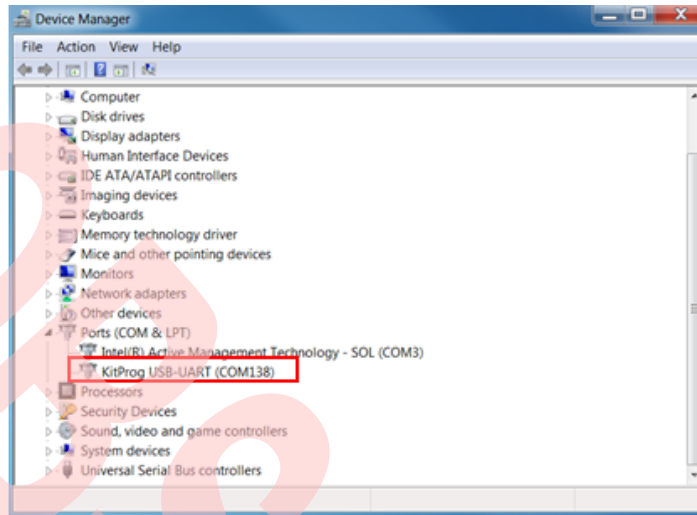 Device Manager
File Action View Help
Computer
Disk drives
Display adapters
Human Interface Devices
IDE ATA/ATAPI controllers
Imaging devices
Keyboards
Memory technology driver
Mice and other pointing devices
Monitors
Network adapters
Other devices
Ports (COM & LPT)
Intel(R) Active Management Technology - SOL (COM3)
KitProg USB-UART (COM138)
Processors
Security Devices
Sound, video and game controllers
System devices
Universal Serial Bus controllers